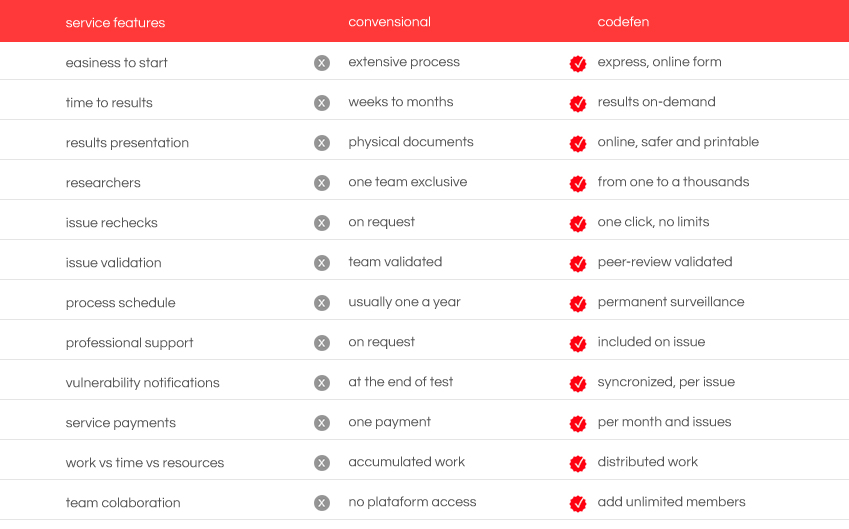 service features convensional codefen
easiness to start X extensive process express, online form
time to results X weeks to months results on-demand
results presentation X physical documents online, safer and printable
researchers X one team exclusive from one to a thousands
issue rechecks X on request one click, no limits
issue validation X team validated peer-review validated
process schedule X usually one a year permanent surveillance
professional support X on request included on issue
vulnerability notifications X at the end of test syncronized, per issue
service payments X one payment per month and issues
work vs time vs resources X accumulated work distributed work
team colaboration X no plataform access add unlimited members